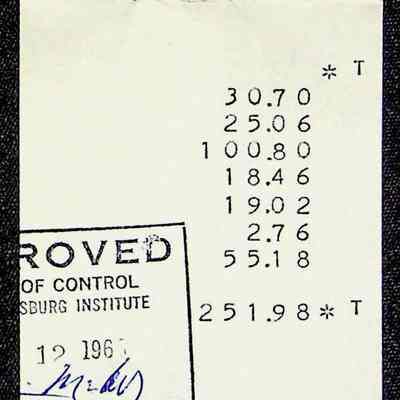 * T
30.70
25.06
100.80
18.46
19.02
2.76
55.18
251.98* T
ROVED
OF CONTROL
SBURG INSTITUTE
12 196